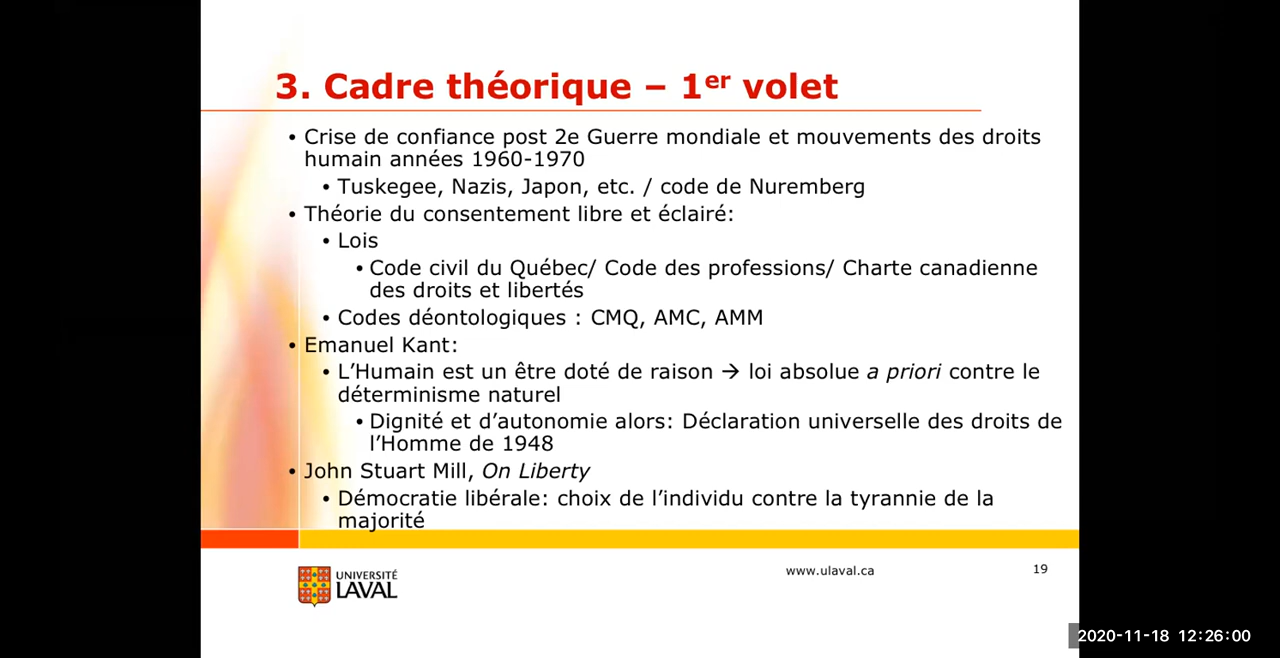 3. Cadre théorique – 1er volet
• Crise de confiance post 2e Guerre mondiale et mouvements des droits
humain années 1960-1970
• Tuskegee, Nazis, Japon, etc. / code de Nuremberg
• Théorie du consentement libre et éclairé:
• Lois
• Code civil du Québec/ Code des professions/ Charte canadienne
des droits et libertés
• Codes déontologiques : CMQ, AMC, AMM
• Emanuel Kant:
• L’Humain est un être doté de raison → loi absolue a priori contre le
déterminisme naturel
• Dignité et d’autonomie alors: Déclaration universelle des droits de
l’Homme de 1948
• John Stuart Mill, On Liberty
• Démocratie libérale: choix de l’individu contre la tyrannie de la
majorité
UNIVERSITÉ
LAVAL
www.ulaval.ca
19
2020-11-18 12:26:00